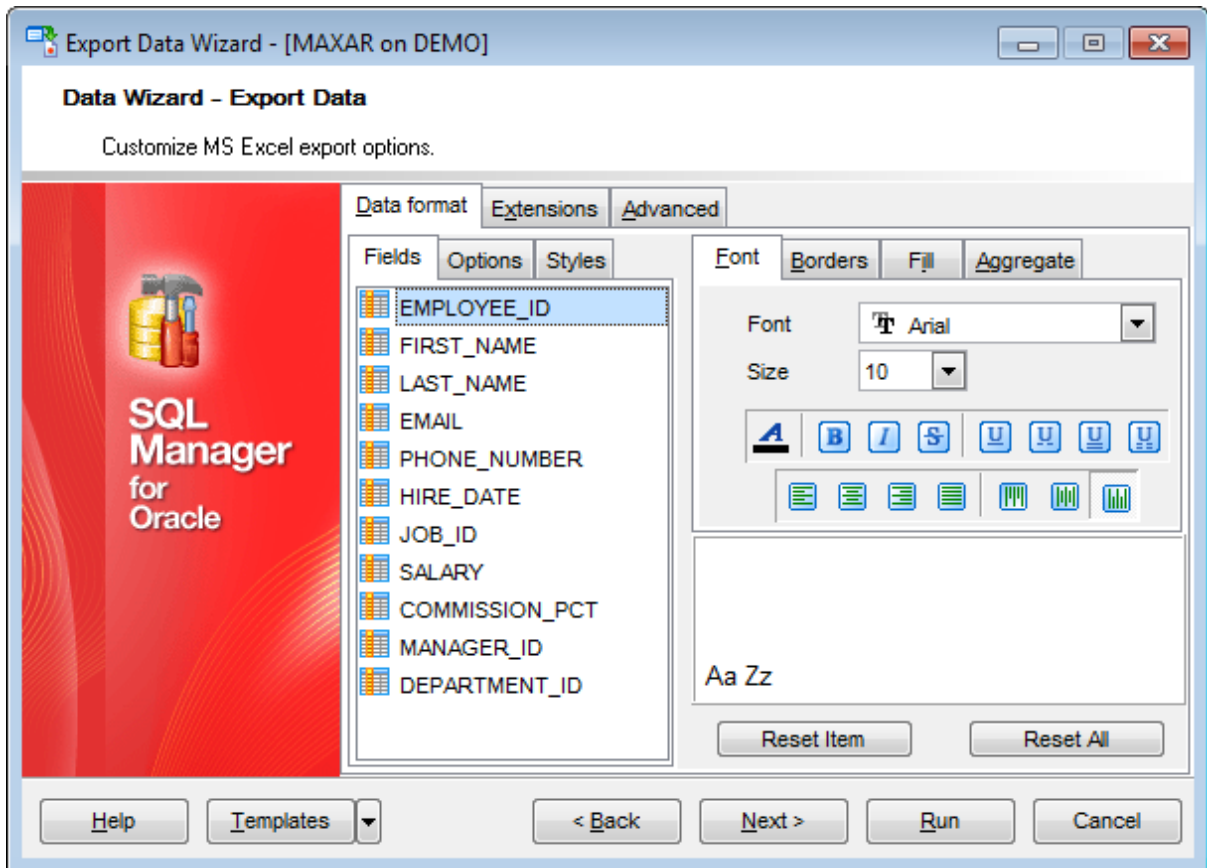 Export Data Wizard - [MAXAR on DEMO]
Data Wizard - Export Data
Customize MS Excel export options.
SQL
Manager
for
Oracle
Data format Extensions Advanced
Fields Options Styles
EMPLOYEE_ID
FIRST_NAME
LAST_NAME
EMAIL
PHONE_NUMBER
HIRE_DATE
JOB_ID
SALARY
COMMISSION_PCT
MANAGER_ID
DEPARTMENT_ID
Font Borders Fill Aggregate
Font Arial
Size 10
A B I S U U U U
Aa Zz
Reset Item Reset All
Help Templates < Back Next > Run Cancel